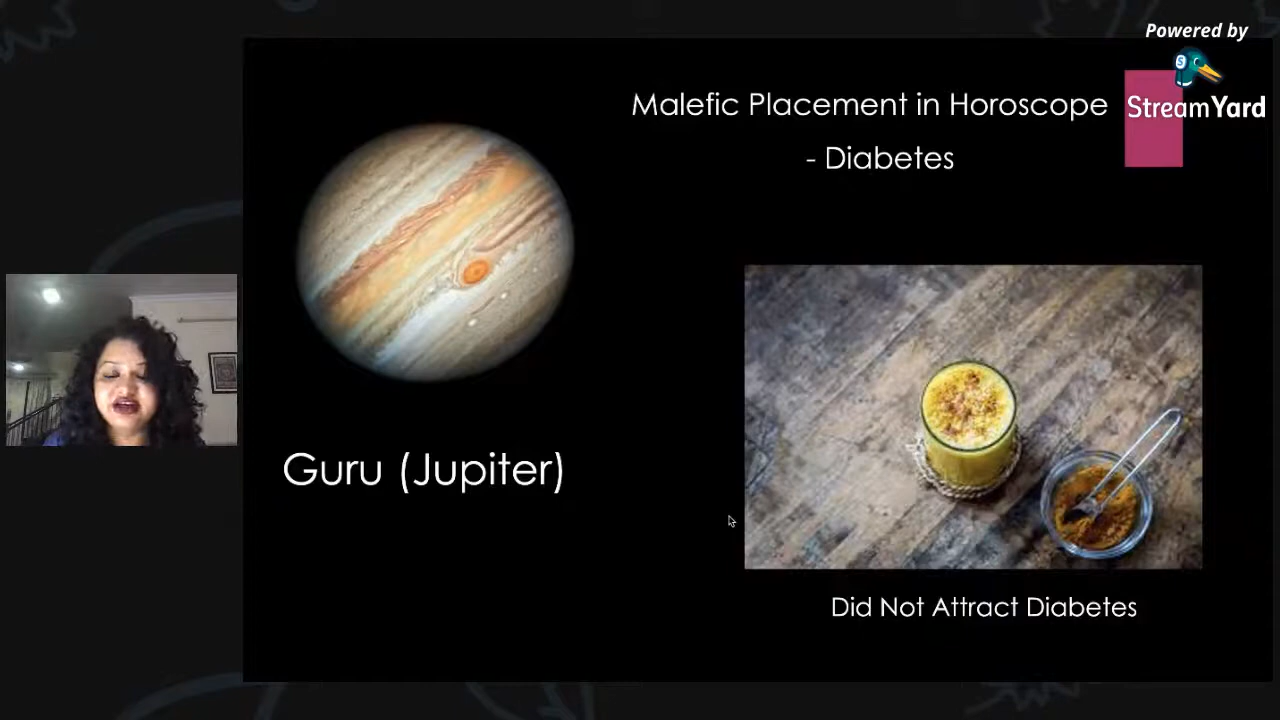 Powered by
StreamYard
Malefic Placement in Horoscope
- Diabetes
Guru (Jupiter)
Did Not Attract Diabetes